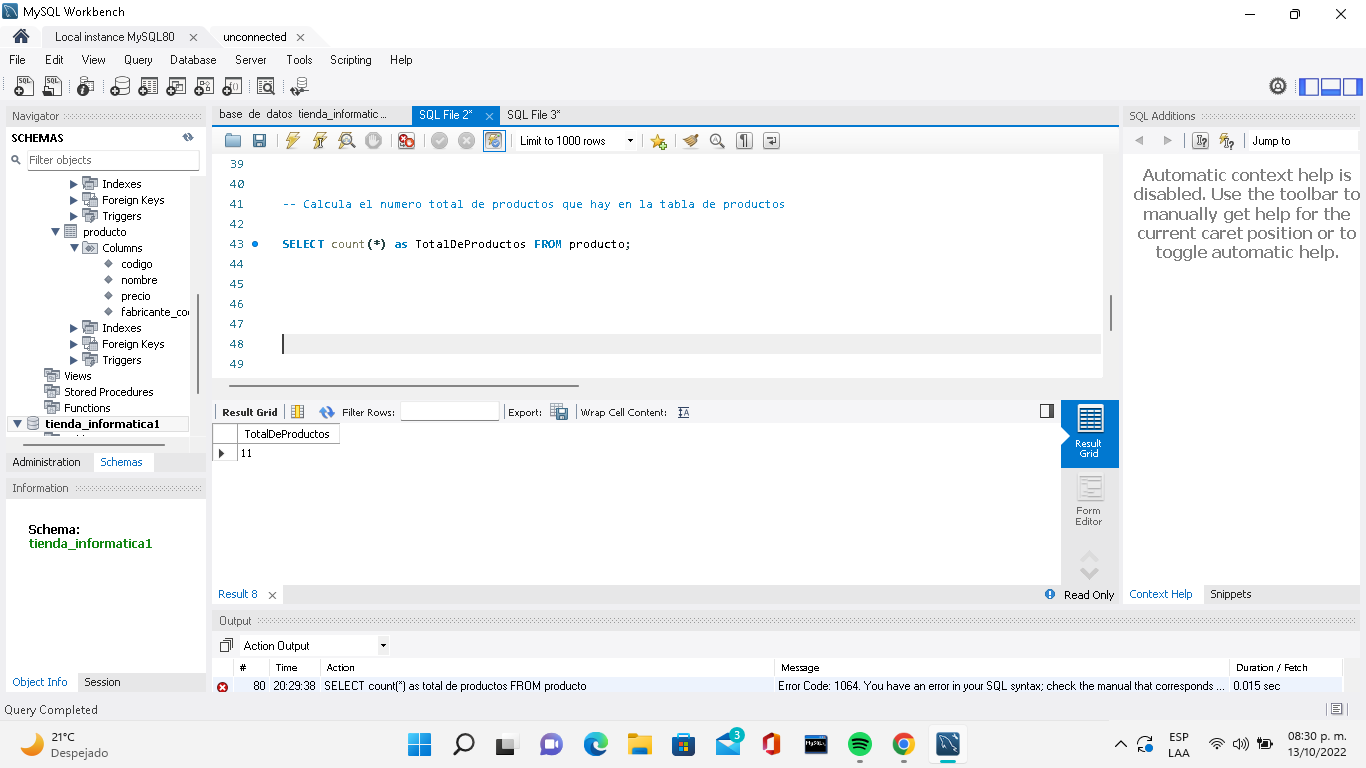 MySQL Workbench
Local instance MySQL80
unconnected
File Edit View Query Database Server Tools Scripting Help
Navigator
SCHEMAS
Filter objects
Indexes
Foreign Keys
Triggers
producto
Columns
codigo
nombre
precio
fabricante_co
Indexes
Foreign Keys
Triggers
Views
Stored Procedures
Functions
tienda_informatica1
Administration Schemas
Information
Schema:
tienda_informatica1
Object Info Session
base de datos tienda_informatic ... SQL File 2* SQL File 3*
Limit to 1000 rows
39
40
41 -- Calcula el numero total de productos que hay en la tabla de productos
42
43 SELECT count(*) as TotalDeProductos FROM producto;
44
45
46
47
48
49
Result Grid Filter Rows: Export: Wrap Cell Content:
TotalDeProductos
11
Result Grid
Form Editor
Result 8
Read Only
SQL Additions
Jump to
Automatic context help is
disabled. Use the toolbar to
manually get help for the
current caret position or to
toggle automatic help.
Context Help Snippets
Output
Action Output
# Time Action Message Duration / Fetch
80 20:29:38 SELECT count(*) as total de productos FROM producto Error Code: 1064. You have an error in your SQL syntax; check the manual that corresponds ... 0.015 sec
Query Completed
21°C
Despejado
3
ESP
LAA
08:30 p. m.
13/10/2022